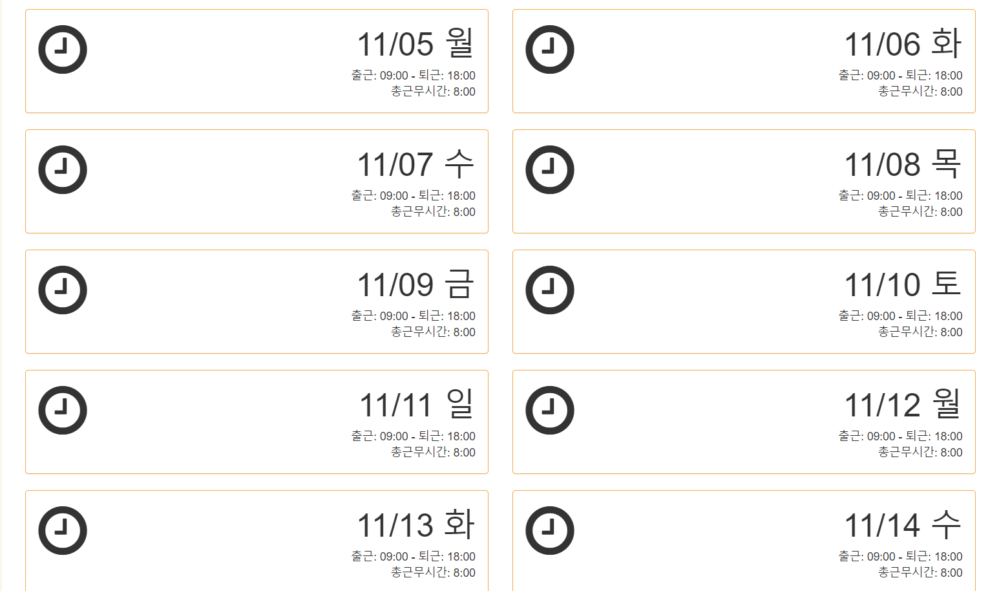 11/05 월
출근: 09:00 - 퇴근: 18:00
총근무시간: 8:00
11/06 화
출근: 09:00 - 퇴근: 18:00
총근무시간: 8:00
11/07 수
출근: 09:00 - 퇴근: 18:00
총근무시간: 8:00
11/08 목
출근: 09:00 - 퇴근: 18:00
총근무시간: 8:00
11/09 금
출근: 09:00 - 퇴근: 18:00
총근무시간: 8:00
11/10 토
출근: 09:00 - 퇴근: 18:00
총근무시간: 8:00
11/11 일
출근: 09:00 - 퇴근: 18:00
총근무시간: 8:00
11/12 월
출근: 09:00 - 퇴근: 18:00
총근무시간: 8:00
11/13 화
출근: 09:00 - 퇴근: 18:00
총근무시간: 8:00
11/14 수
출근: 09:00 - 퇴근: 18:00
총근무시간: 8:00